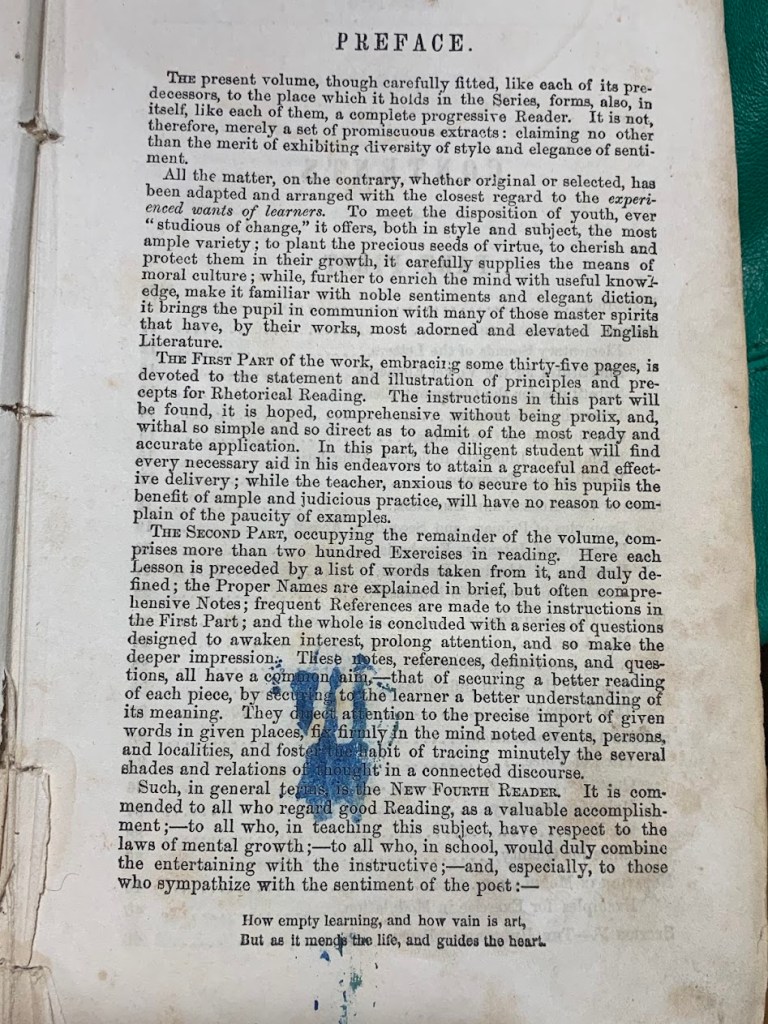 PREFACE.
THE present volume, though carefully fitted, like each of its pre-
decessors, to the place which it holds in the Series, forms, also, in
itself, like each of them, a complete progressive Reader. It is not,
therefore, merely a set of promiscuous extracts: claiming no other
than the merit of exhibiting diversity of style and elegance of senti-
ment.
All the matter, on the contrary, whether original or selected, has
been adapted and arranged with the closest regard to the experi-
enced wants of learners. To meet the disposition of youth, ever
"studious of change," it offers, both in style and subject, the most
ample variety; to plant the precious seeds of virtue, to cherish and
protect them in their growth, it carefully supplies the means of
moral culture; while, further to enrich the mind with useful knowl-
edge, make it familiar with noble sentiments and elegant diction,
it brings the pupil in communion with many of those master spirits
that have, by their works, most adorned and elevated English
Literature.
THE FIRST PART of the work, embracing some thirty-five pages, is
devoted to the statement and illustration of principles and pre-
cepts for Rhetorical Reading. The instructions in this part will
be found, it is hoped, comprehensive without being prolix, and,
withal so simple and so direct as to admit of the most ready and
accurate application. In this part, the diligent student will find
every necessary aid in his endeavors to attain a graceful and effect-
ive delivery; while the teacher, anxious to secure to his pupils the
benefit of ample and judicious practice, will have no reason to com-
plain of the paucity of examples.
THE SECOND PART, occupying the remainder of the volume, com-
prises more than two hundred Exercises in reading. Here each
Lesson is preceded by a list of words taken from it, and duly de-
fined; the Proper Names are explained in brief, but often compre-
hensive Notes; frequent References are made to the instructions in
the First Part; and the whole is concluded with a series of questions
designed to awaken interest, prolong attention, and so make the
deeper impression. These notes, references, definitions, and ques-
tions, all have a common aim,—that of securing a better reading
of each piece, by securing to the learner a better understanding of
its meaning. They direct attention to the precise import of given
words in given places, fix firmly in the mind noted events, persons,
and localities, and foster the habit of tracing minutely the several
shades and relations of thought in a connected discourse.
Such, in general terms, is the NEW FOURTH READER. It is com-
mended to all who regard good Reading, as a valuable accomplish-
ment;—to all who, in teaching this subject, have respect to the
laws of mental growth;—to all who, in school, would duly combine
the entertaining with the instructive;—and, especially, to those
who sympathize with the sentiment of the poet:—
How empty learning, and how vain is art,
But as it mends the life, and guides the heart.